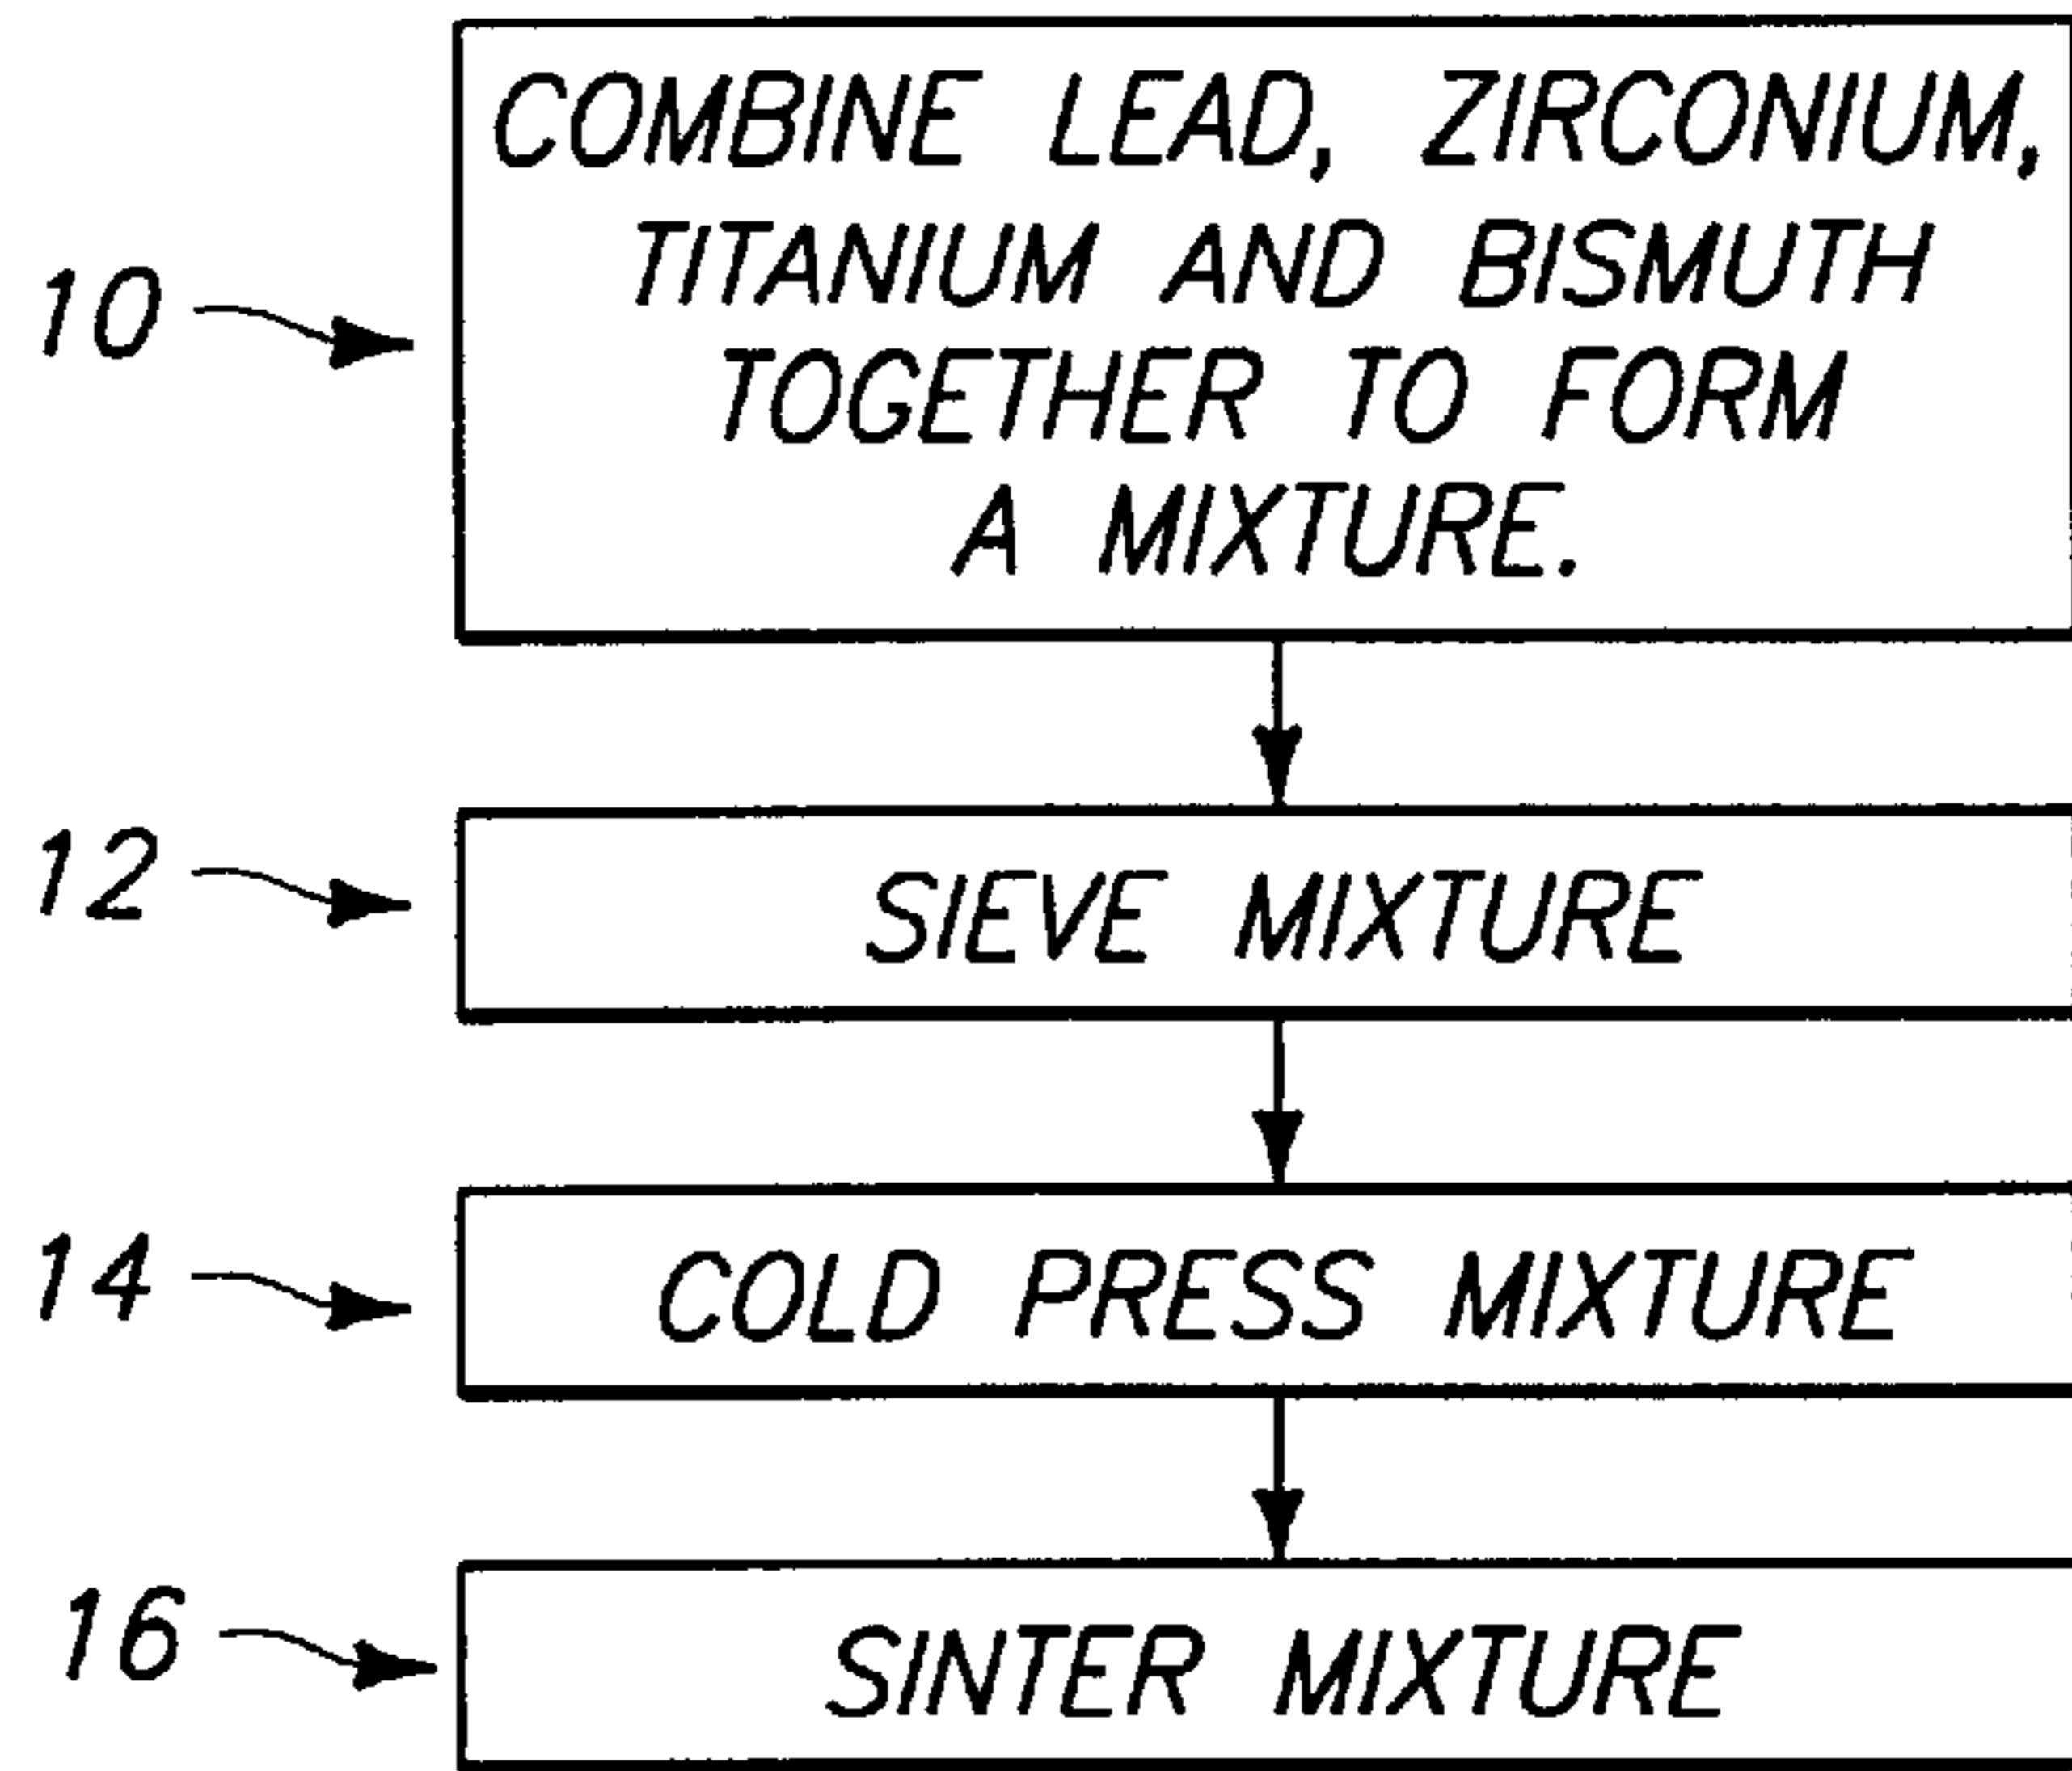 COMBINE LEAD, ZIRCONIUM,
TITANIUM AND BISMUTH
10
TOGETHER TO FORM
A MIXTURE.
12
SIEVE MIXTURE
14
COLD PRESS MIXTURE
16
SINTER MIXTURE